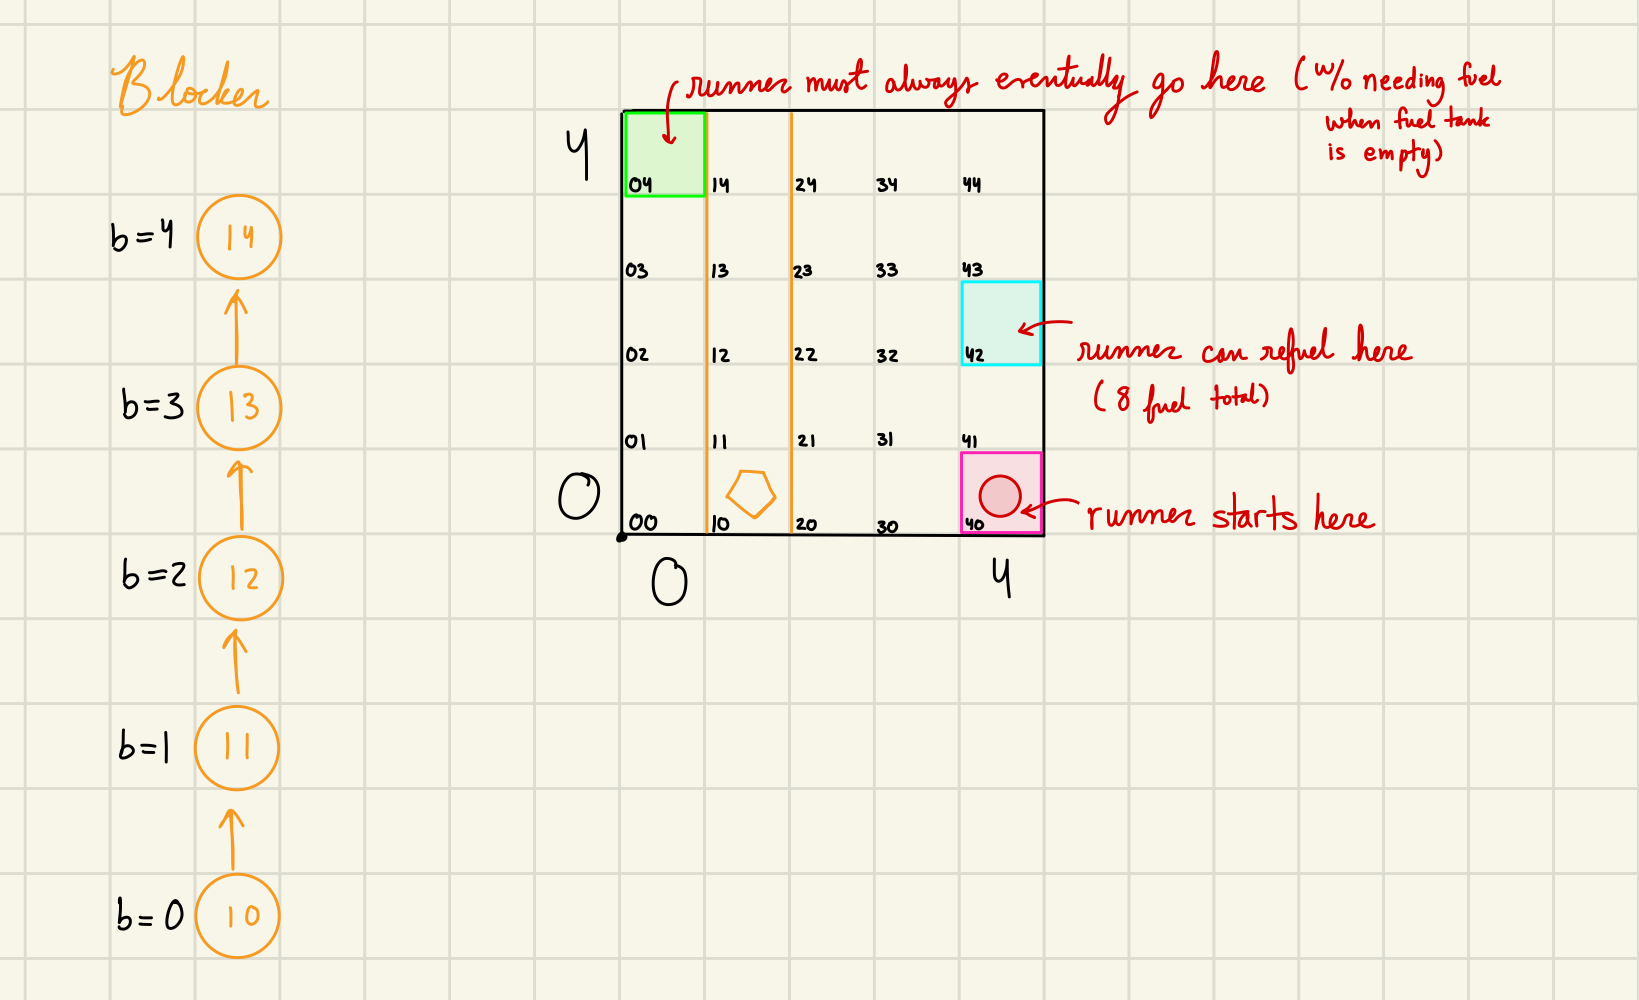 Blocker
runner must always eventually go here (w/o needing fuel
when fuel tank
is empty)
4
04 14 24 34 44
b=4 14
03 13 23 33 43
02 12 22 32 42
runner can refuel here
(8 fuel total)
b=3 13
01 11 21 31 41
0
00 10 20 30 40
runner starts here
0 4
b=2 12
b=1 11
b=0 10